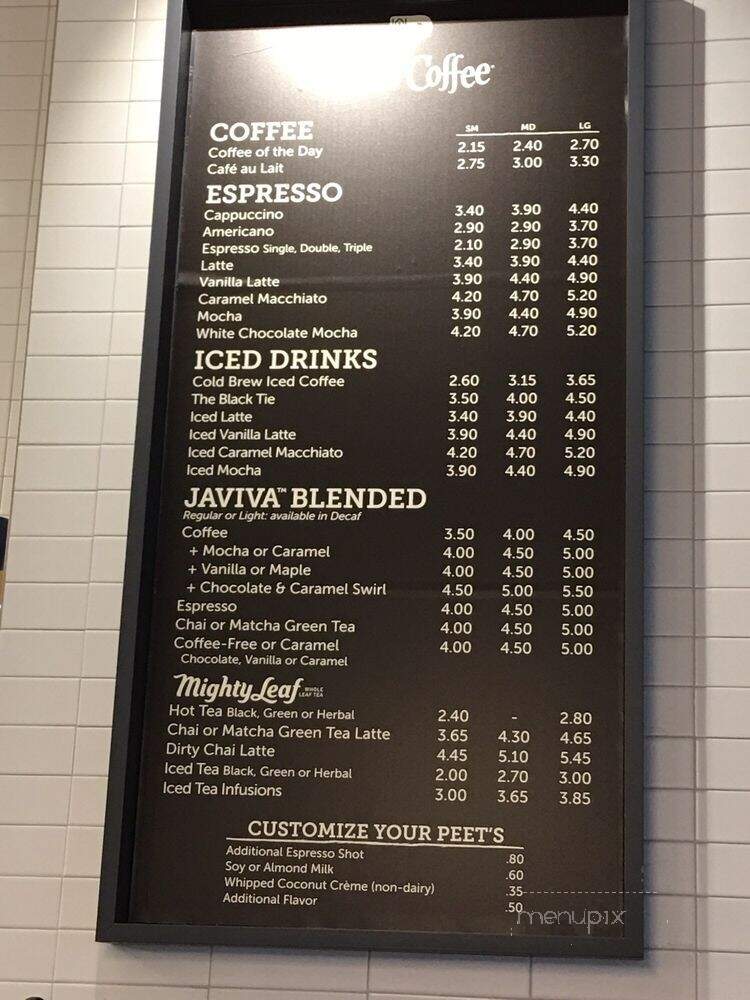 Coffee
SM MD LG
COFFEE
Coffee of the Day 2.15 2.40 2.70
Café au Lait 2.75 3.00 3.30
ESPRESSO
Cappuccino 3.40 3.90 4.40
Americano 2.90 2.90 3.70
Espresso Single, Double, Triple 2.10 2.90 3.70
Latte 3.40 3.90 4.40
Vanilla Latte 3.90 4.40 4.90
Caramel Macchiato 4.20 4.70 5.20
Mocha 3.90 4.40 4.90
White Chocolate Mocha 4.20 4.70 5.20
ICED DRINKS
Cold Brew Iced Coffee 2.60 3.15 3.65
The Black Tie 3.50 4.00 4.50
Iced Latte 3.40 3.90 4.40
Iced Vanilla Latte 3.90 4.40 4.90
Iced Caramel Macchiato 4.20 4.70 5.20
Iced Mocha 3.90 4.40 4.90
JAVIVA™ BLENDED
Regular or Light: available in Decaf
Coffee 3.50 4.00 4.50
+ Mocha or Caramel 4.00 4.50 5.00
+ Vanilla or Maple 4.00 4.50 5.00
+ Chocolate & Caramel Swirl 4.50 5.00 5.50
Espresso 4.00 4.50 5.00
Chai or Matcha Green Tea 4.00 4.50 5.00
Coffee-Free or Caramel 4.00 4.50 5.00
Chocolate, Vanilla or Caramel
Mighty Leaf WHOLE LEAF TEA
Hot Tea Black, Green or Herbal 2.40 - 2.80
Chai or Matcha Green Tea Latte 3.65 4.30 4.65
Dirty Chai Latte 4.45 5.10 5.45
Iced Tea Black, Green or Herbal 2.00 2.70 3.00
Iced Tea Infusions 3.00 3.65 3.85
CUSTOMIZE YOUR PEET'S
Additional Espresso Shot .80
Soy or Almond Milk .60
Whipped Coconut Crème (non-dairy) .35
Additional Flavor .50
menupix